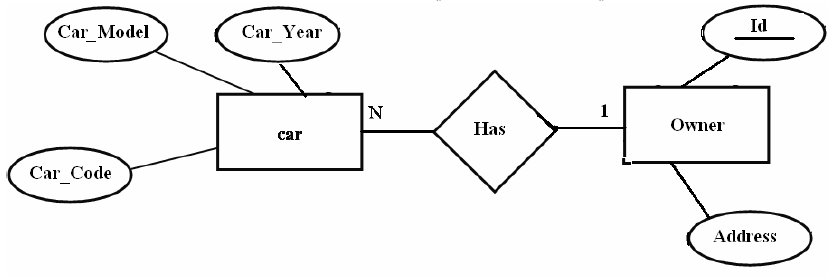 Car_Model
Car_Year
Id
N
1
car
Has
Owner
Car_Code
Address